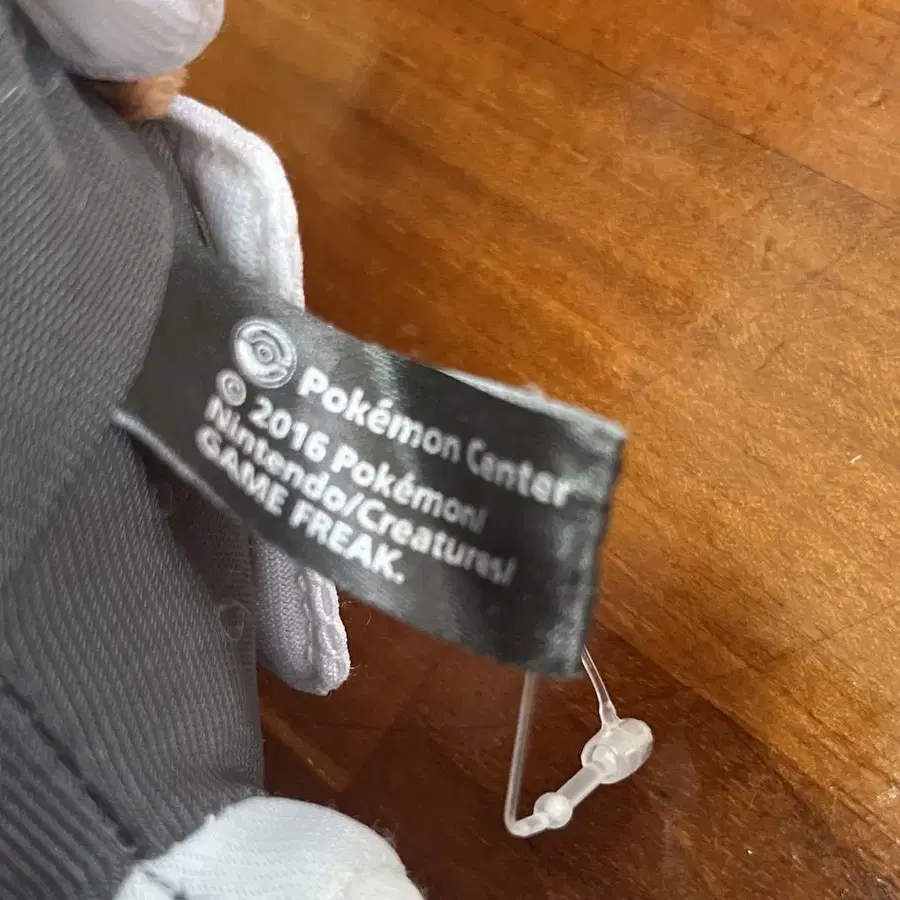 Pokémon Center
© 2016 Pokémon/
Nintendo/Creatures/
GAME FREAK.